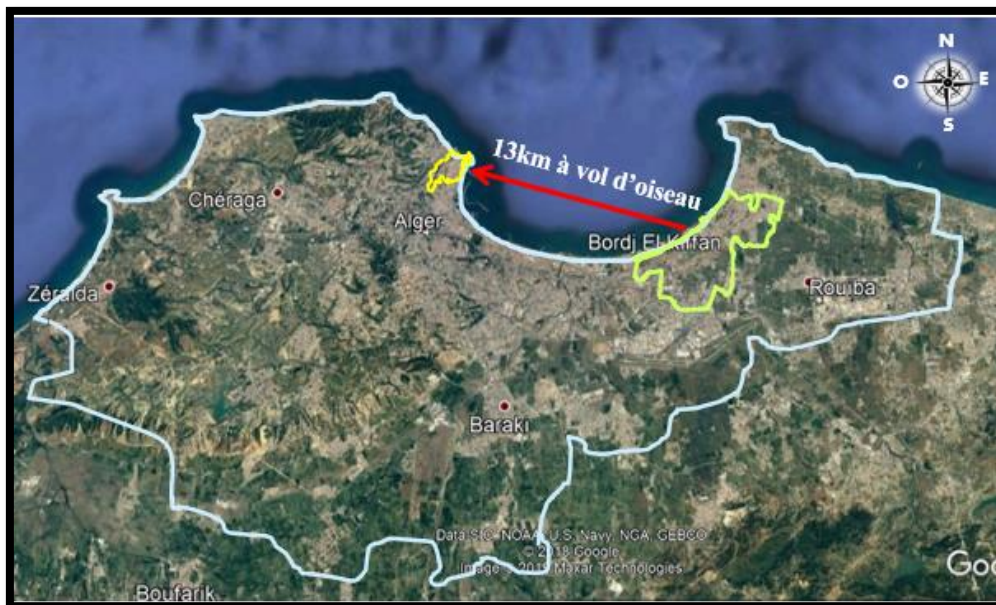 N
O E
S
13km à vol d'oiseau
Chéraga
Alger
Bordj El Kiffan
Zéralda
Rouiba
Baraki
Data SIO, NOAA, U.S. Navy, NGA, GEBCO
© 2018 Google
Image © 2019 Maxar Technologies
Goo
Boufarik